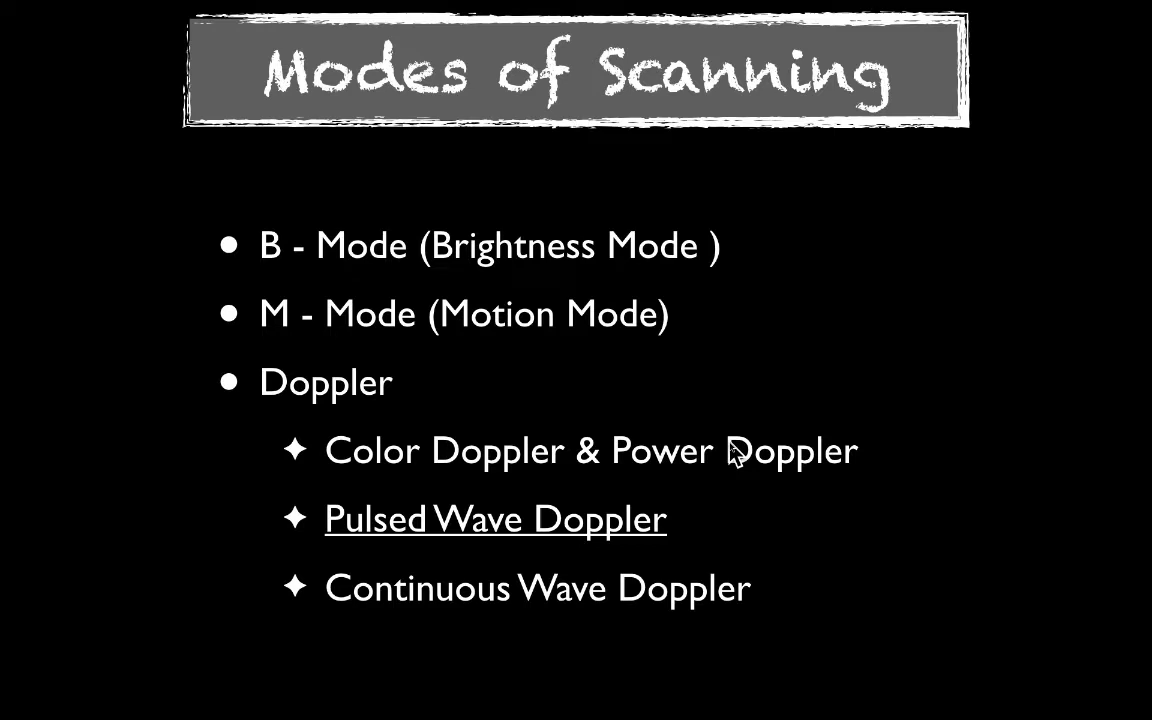 Modes of Scanning
• B - Mode (Brightness Mode )
• M - Mode (Motion Mode)
• Doppler
✦ Color Doppler & Power Doppler
✦ Pulsed Wave Doppler
✦ Continuous Wave Doppler